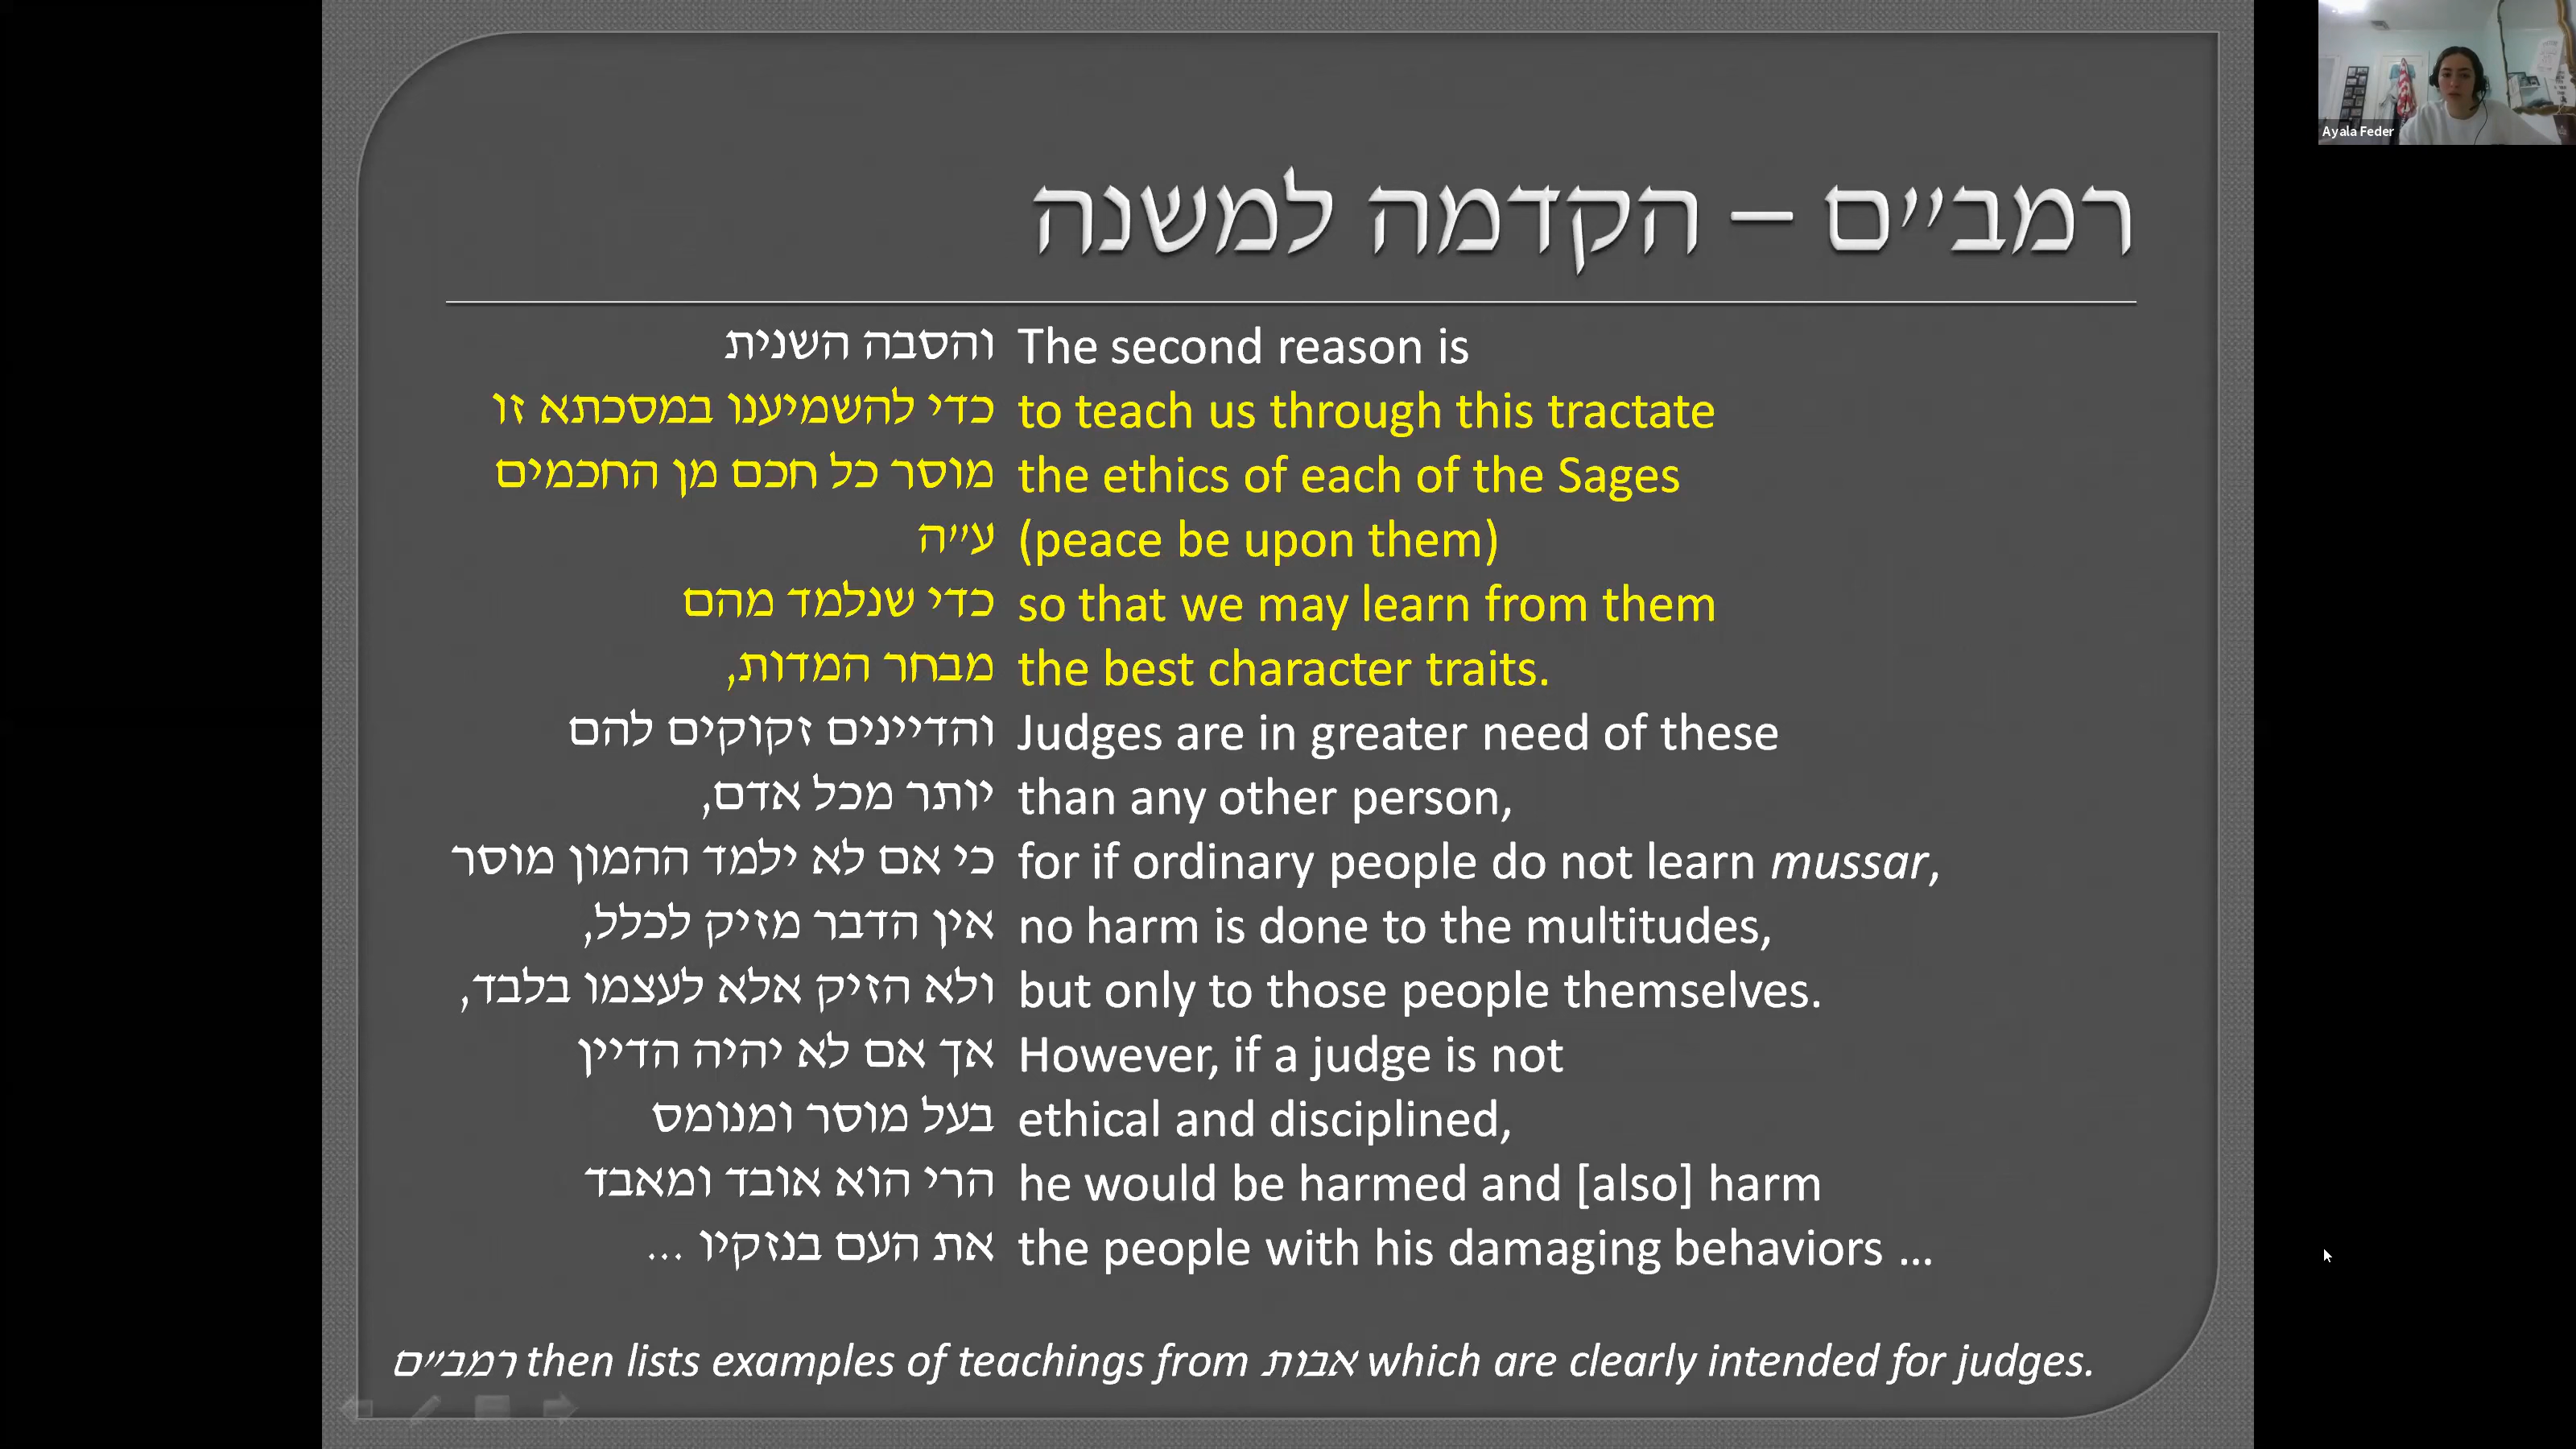 Ayala Feder
רמב״ם – הקדמה למשנה
והסבה השנית The second reason is
כדי להשמיענו במסכתא זו to teach us through this tractate
מוסר כל חכם מן החכמים the ethics of each of the Sages
ע״ה (peace be upon them)
כדי שנלמד מהם so that we may learn from them
מבחר המדות, the best character traits.
והדיינים זקוקים להם Judges are in greater need of these
יותר מכל אדם, than any other person,
כי אם לא ילמד ההמון מוסר for if ordinary people do not learn mussar,
אין הדבר מזיק לכלל, no harm is done to the multitudes,
ולא הזיק אלא לעצמו בלבד, but only to those people themselves.
אך אם לא יהיה הדיין However, if a judge is not
בעל מוסר ומנומס ethical and disciplined,
הרי הוא אובד ומאבד he would be harmed and [also] harm
את העם בנזקיו ... the people with his damaging behaviors ...
רמב״ם then lists examples of teachings from אבות which are clearly intended for judges.